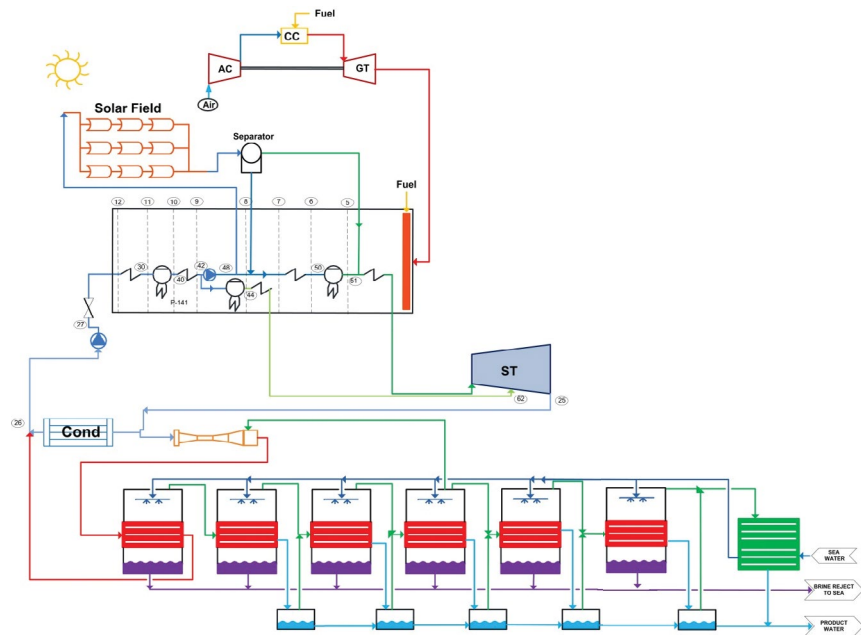 Fuel
CC
AC
GT
Air
Solar Field
Separator
Fuel
12
11
10
9
8
7
6
5
30
40
42
48
50
51
44
P-141
27
ST
62
25
26
Cond
SEA
WATER
BRINE REJECT
TO SEA
PRODUCT
WATER